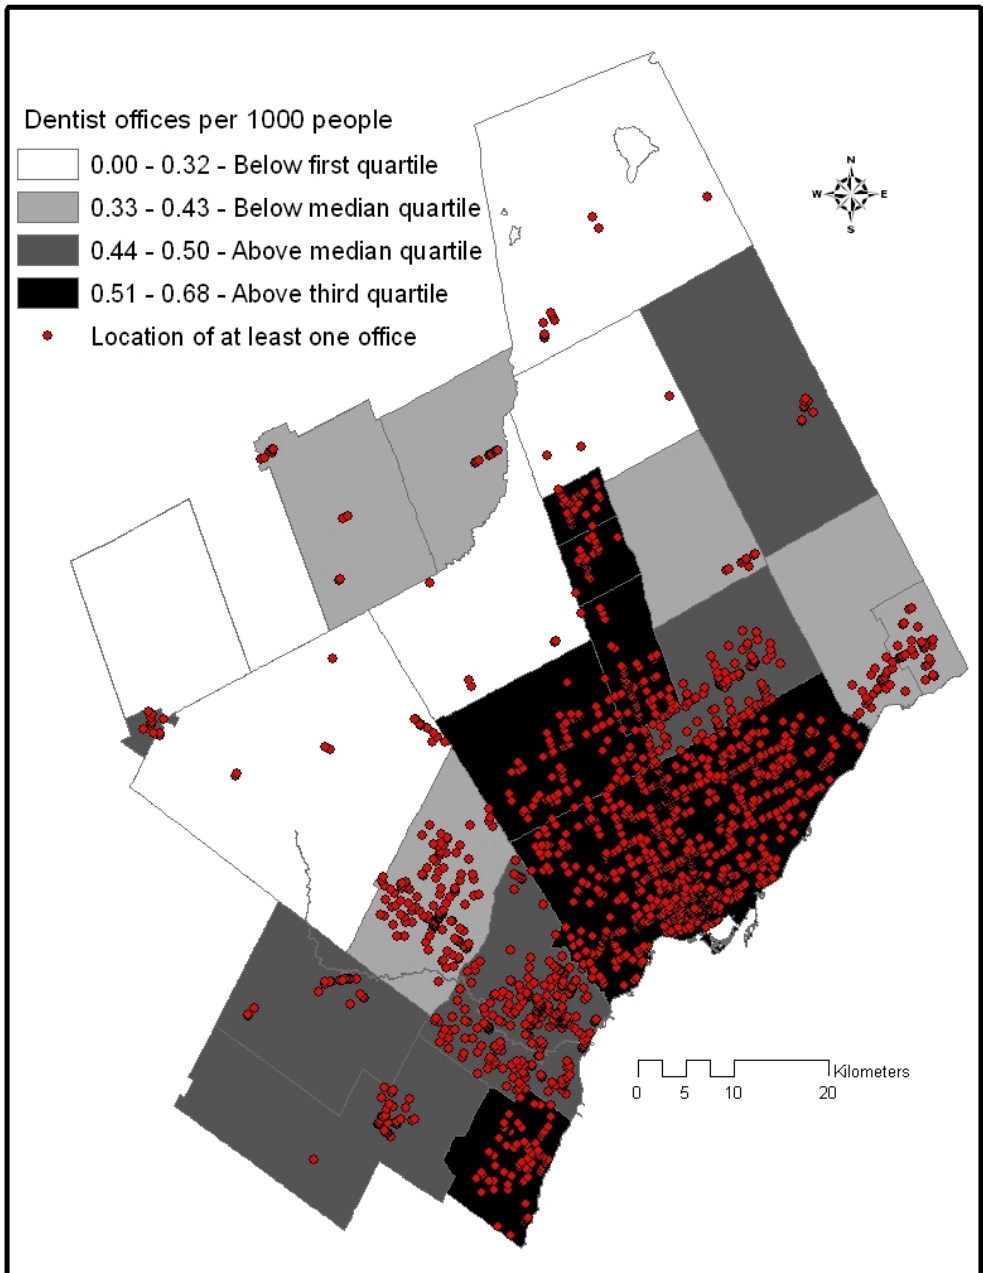 Dentist offices per 1000 people
0.00 - 0.32 - Below first quartile
0.33 - 0.43 - Below median quartile
0.44 - 0.50 - Above median quartile
0.51 - 0.68 - Above third quartile
Location of at least one office
N
W E
S
Kilometers
0 5 10 20